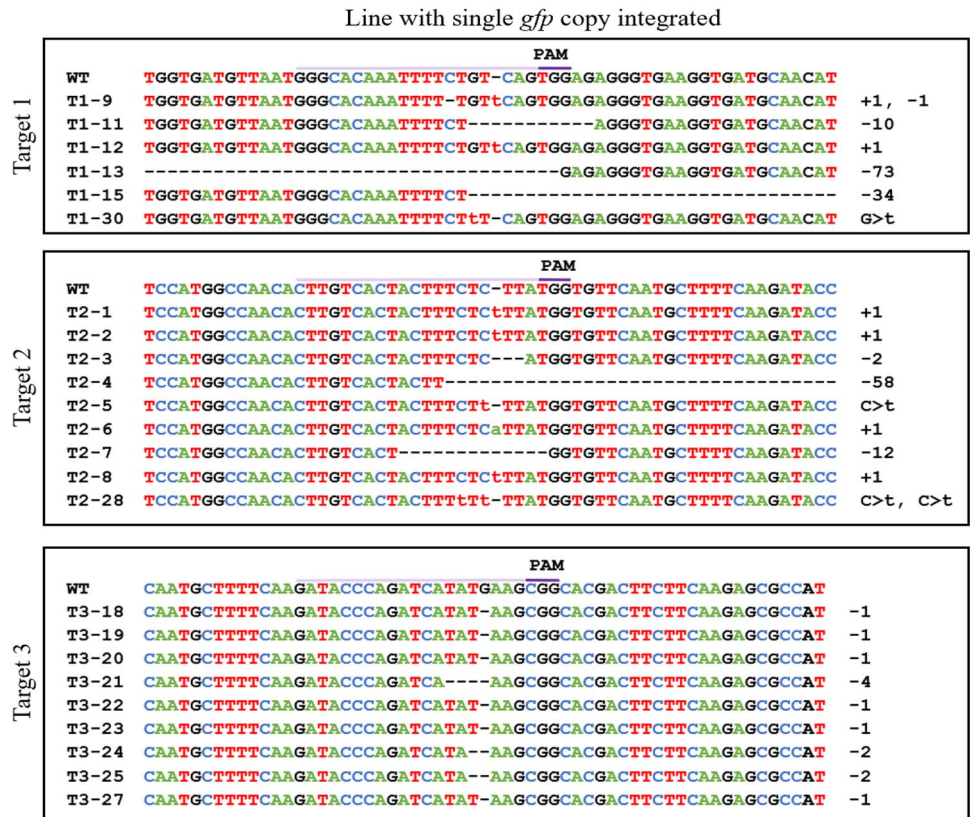 Line with single gfp copy integrated
Target 1
PAM
WT TGGTGATGTTAATGGGCACAAATTTTCTGT-CAGTGGAGAGGGTGAAGGTGATGCAACAT
T1-9 TGGTGATGTTAATGGGCACAAATTTT-TGTtCAGTGGAGAGGGTGAAGGTGATGCAACAT +1, -1
T1-11 TGGTGATGTTAATGGGCACAAATTTTCT-----------AGGGTGAAGGTGATGCAACAT -10
T1-12 TGGTGATGTTAATGGGCACAAATTTTCTGTtCAGTGGAGAGGGTGAAGGTGATGCAACAT +1
T1-13 ------------------------------------GAGAGGGTGAAGGTGATGCAACAT -73
T1-15 TGGTGATGTTAATGGGCACAAATTTTCT-------------------------------- -34
T1-30 TGGTGATGTTAATGGGCACAAATTTTCTtT-CAGTGGAGAGGGTGAAGGTGATGCAACAT G>t
Target 2
PAM
WT TCCATGGCCAACACTTGTCACTACTTTCTC-TTATGGTGTTCAATGCTTTTCAAGATACC
T2-1 TCCATGGCCAACACTTGTCACTACTTTCTCtTTATGGTGTTCAATGCTTTTCAAGATACC +1
T2-2 TCCATGGCCAACACTTGTCACTACTTTCTCtTTATGGTGTTCAATGCTTTTCAAGATACC +1
T2-3 TCCATGGCCAACACTTGTCACTACTTTCTC---ATGGTGTTCAATGCTTTTCAAGATACC -2
T2-4 TCCATGGCCAACACTTGTCACTACTT---------------------------------- -58
T2-5 TCCATGGCCAACACTTGTCACTACTTTCTt-TTATGGTGTTCAATGCTTTTCAAGATACC C>t
T2-6 TCCATGGCCAACACTTGTCACTACTTTCTCaTTATGGTGTTCAATGCTTTTCAAGATACC +1
T2-7 TCCATGGCCAACACTTGTCACT-------------GGTGTTCAATGCTTTTCAAGATACC -12
T2-8 TCCATGGCCAACACTTGTCACTACTTTCTCtTTATGGTGTTCAATGCTTTTCAAGATACC +1
T2-28 TCCATGGCCAACACTTGTCACTACTTTtTt-TTATGGTGTTCAATGCTTTTCAAGATACC C>t, C>t
Target 3
PAM
WT CAATGCTTTTCAAGATACCCAGATCATATGAAGCGGCACGACTTCTTCAAGAGCGCCAT
T3-18 CAATGCTTTTCAAGATACCCAGATCATAT-AAGCGGCACGACTTCTTCAAGAGCGCCAT -1
T3-19 CAATGCTTTTCAAGATACCCAGATCATAT-AAGCGGCACGACTTCTTCAAGAGCGCCAT -1
T3-20 CAATGCTTTTCAAGATACCCAGATCATAT-AAGCGGCACGACTTCTTCAAGAGCGCCAT -1
T3-21 CAATGCTTTTCAAGATACCCAGATCA----AAGCGGCACGACTTCTTCAAGAGCGCCAT -4
T3-22 CAATGCTTTTCAAGATACCCAGATCATAT-AAGCGGCACGACTTCTTCAAGAGCGCCAT -1
T3-23 CAATGCTTTTCAAGATACCCAGATCATAT-AAGCGGCACGACTTCTTCAAGAGCGCCAT -1
T3-24 CAATGCTTTTCAAGATACCCAGATCATA--AAGCGGCACGACTTCTTCAAGAGCGCCAT -2
T3-25 CAATGCTTTTCAAGATACCCAGATCATA--AAGCGGCACGACTTCTTCAAGAGCGCCAT -2
T3-27 CAATGCTTTTCAAGATACCCAGATCATAT-AAGCGGCACGACTTCTTCAAGAGCGCCAT -1